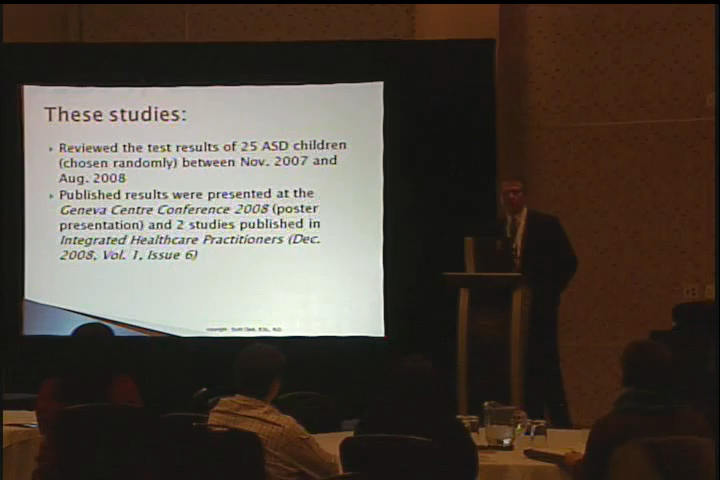 These studies:
Reviewed the test results of 25 ASD children
(chosen randomly) between Nov. 2007 and
Aug. 2008
Published results were presented at the
Geneva Centre Conference 2008 (poster
presentation) and 2 studies published in
Integrated Healthcare Practitioners (Dec.
2008, Vol. 1, Issue 6)